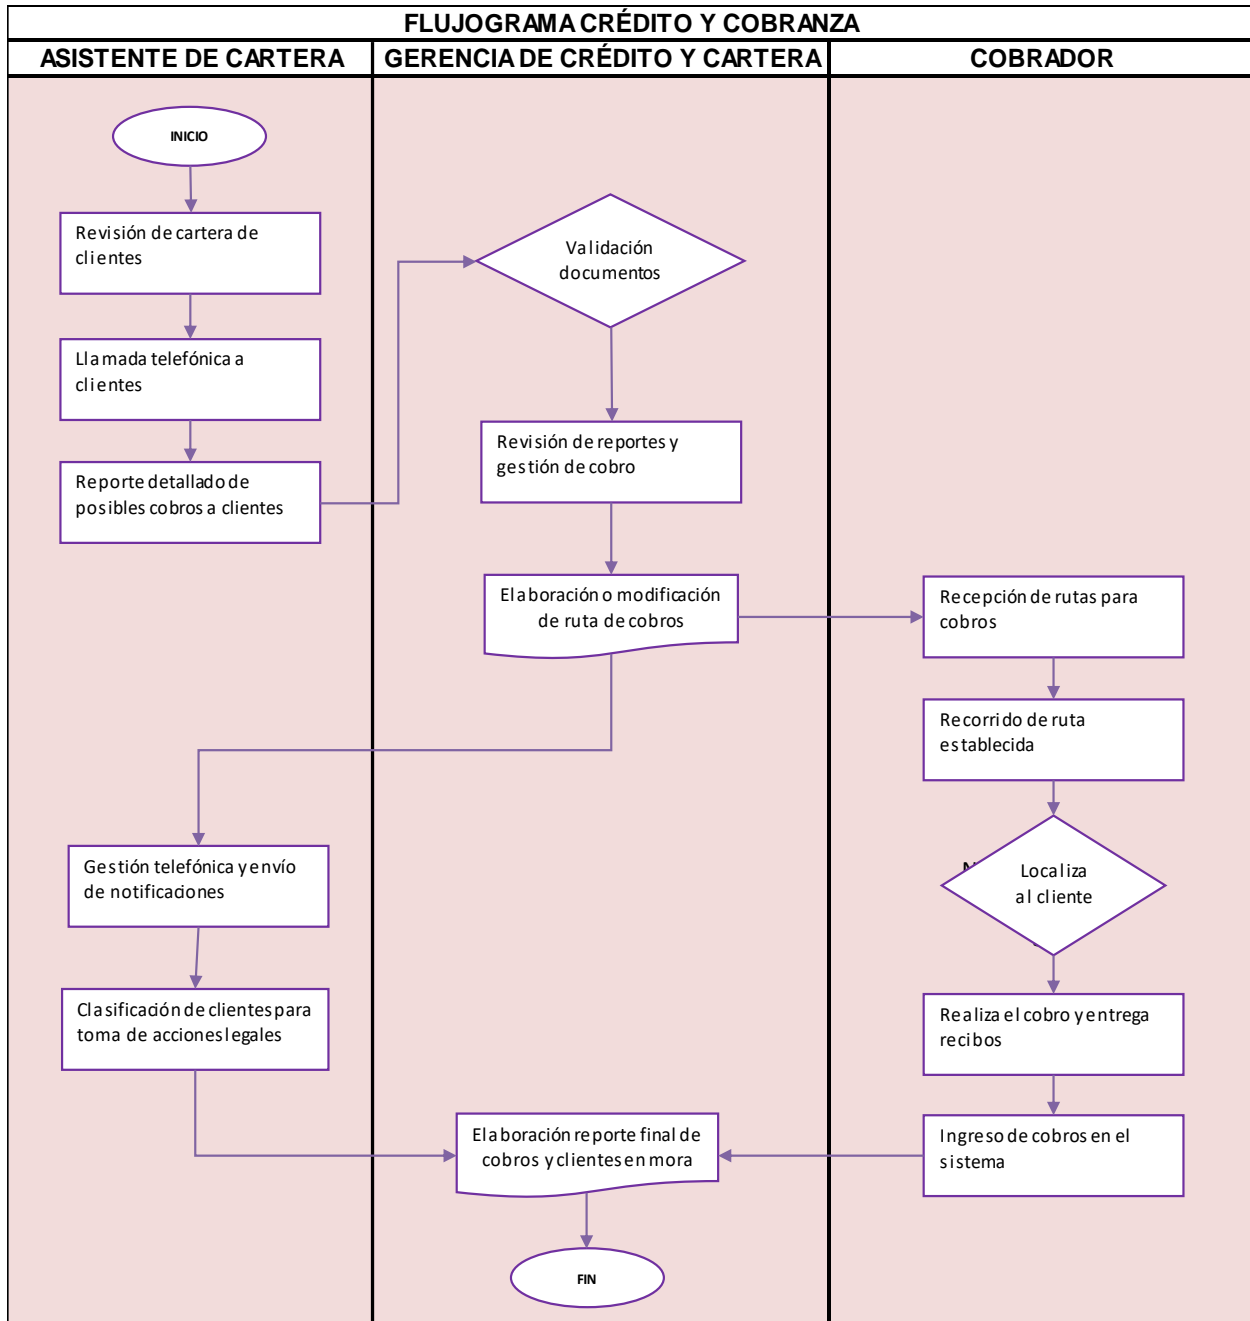 FLUJOGRAMA CRÉDITO Y COBRANZA
ASISTENTE DE CARTERA
GERENCIA DE CRÉDITO Y CARTERA
COBRADOR
INICIO
Revisión de cartera de
clientes
Llamada telefónica a
clientes
Reporte detallado de
posibles cobros a clientes
Validación
documentos
Revisión de reportes y
gestión de cobro
Elaboración o modificación
de ruta de cobros
Recepción de rutas para
cobros
Recorrido de ruta
establecida
Localiza
al cliente
Gestión telefónica y envío
de notificaciones
Clasificación de clientes para
toma de acciones legales
Realiza el cobro y entrega
recibos
Ingreso de cobros en el
sistema
Elaboración reporte final de
cobros y clientes en mora
FIN